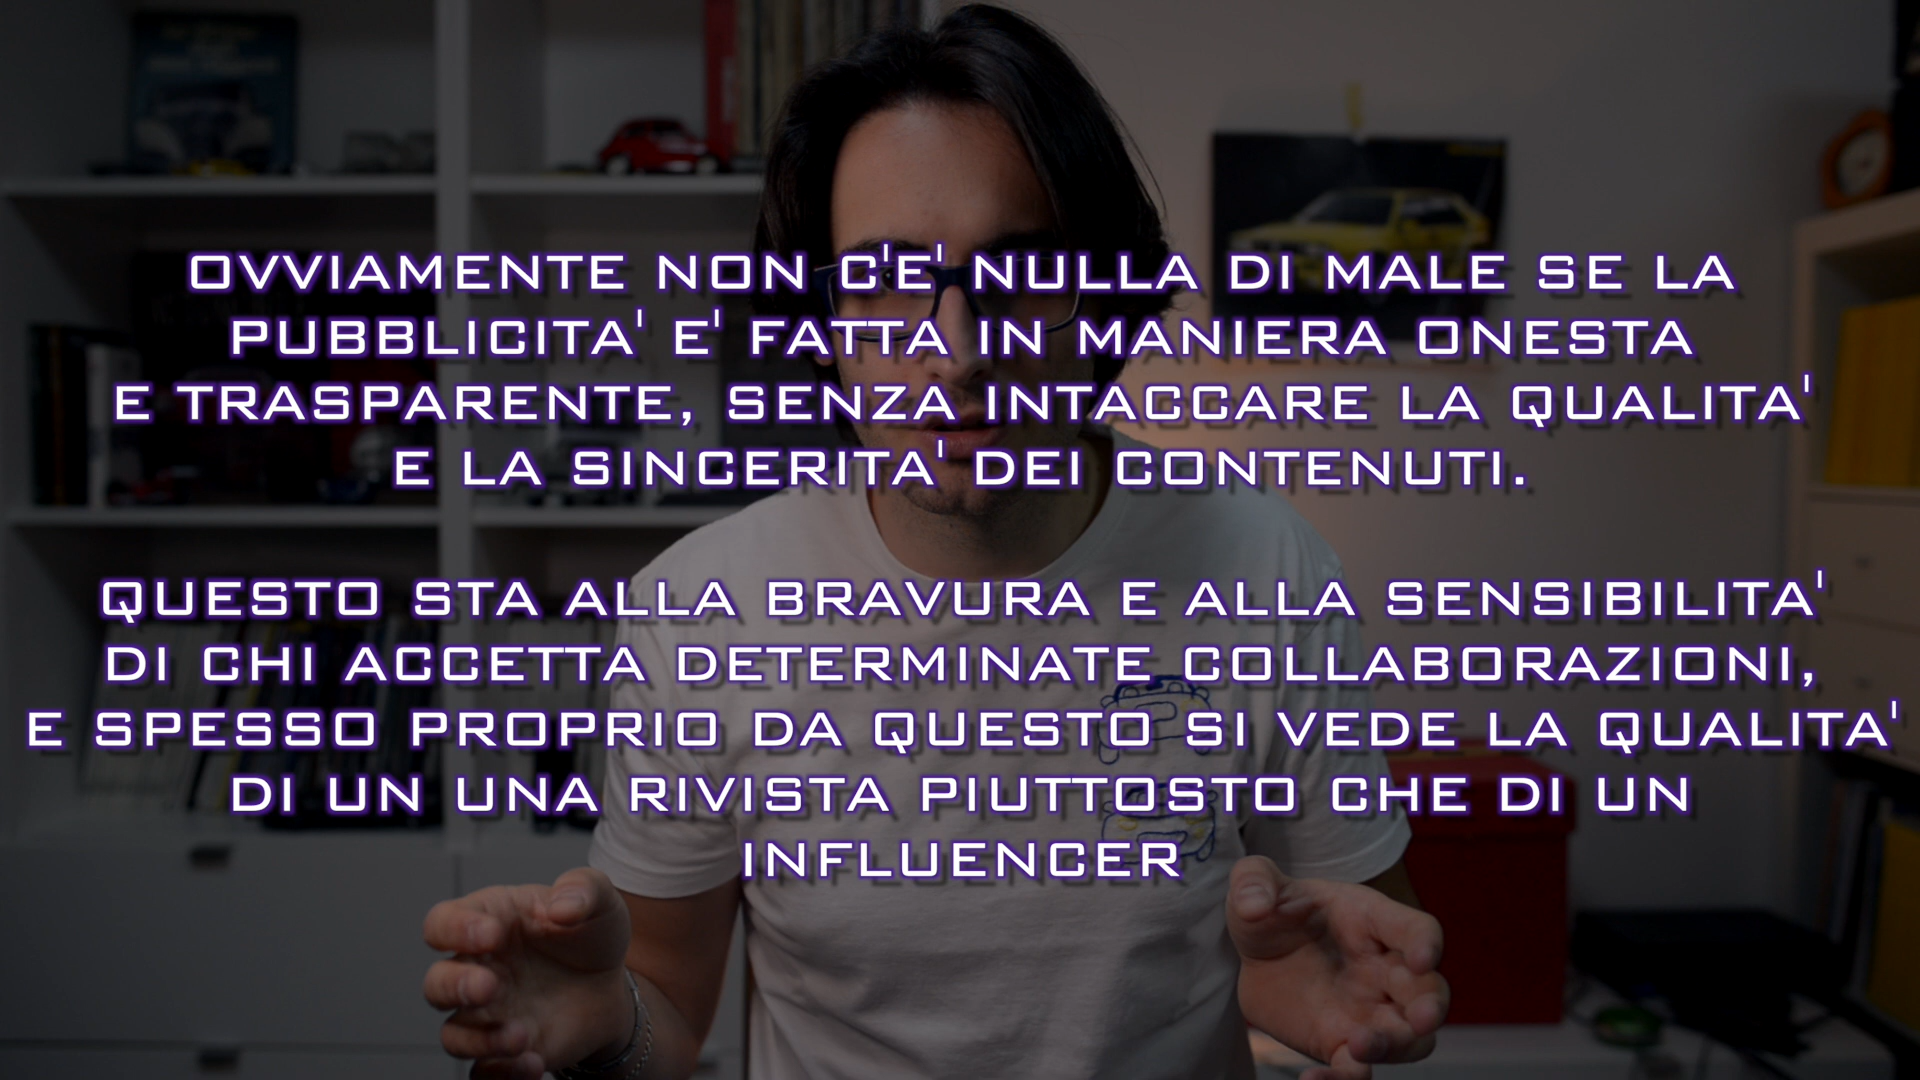 OVVIAMENTE NON C'E' NULLA DI MALE SE LA
PUBBLICITA' E' FATTA IN MANIERA ONESTA
E TRASPARENTE, SENZA INTACCARE LA QUALITA'
E LA SINCERITA' DEI CONTENUTI.
QUESTO STA ALLA BRAVURA E ALLA SENSIBILITA'
DI CHI ACCETTA DETERMINATE COLLABORAZIONI,
E SPESSO PROPRIO DA QUESTO SI VEDE LA QUALITA'
DI UN UNA RIVISTA PIUTTOSTO CHE DI UN
INFLUENCER